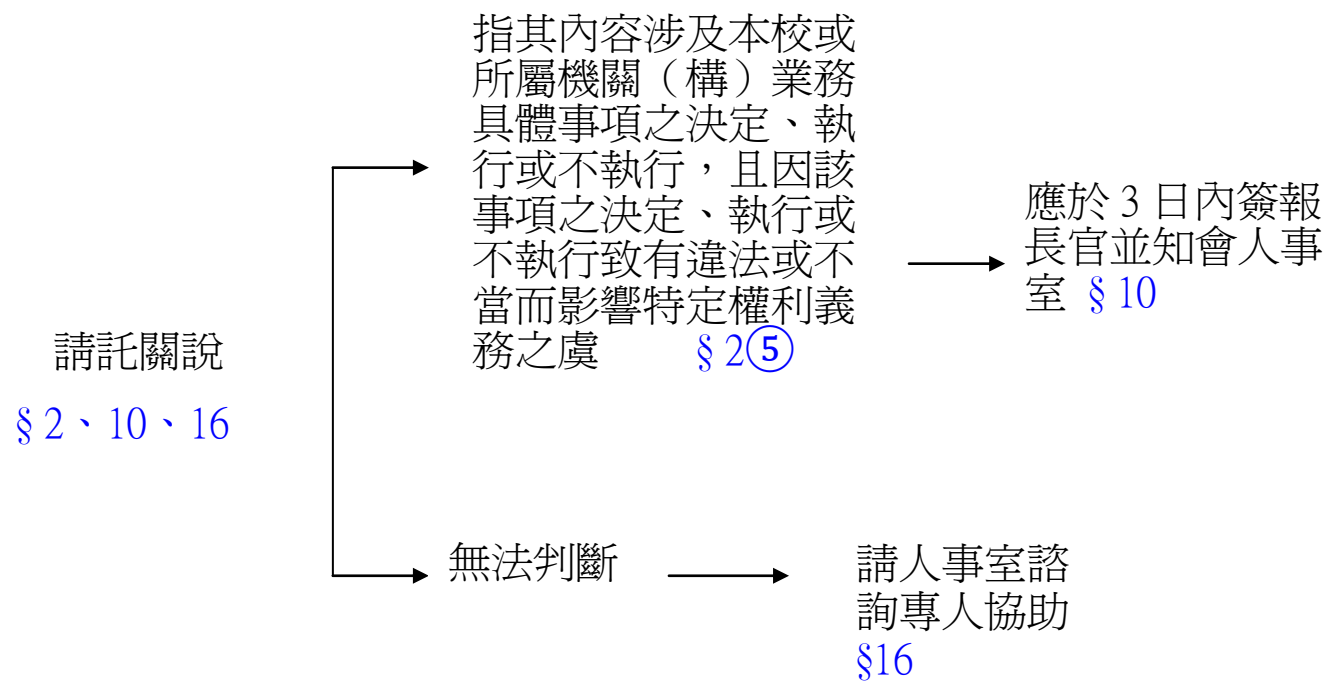 請託關說
§2、10、16
指其內容涉及本校或
所屬機關（構）業務
具體事項之決定、執
行或不執行，且因該
事項之決定、執行或
不執行致有違法或不
當而影響特定權利義
務之虞 §2⑤
應於3日內簽報
長官並知會人事
室 §10
無法判斷
請人事室諮
詢專人協助
§16